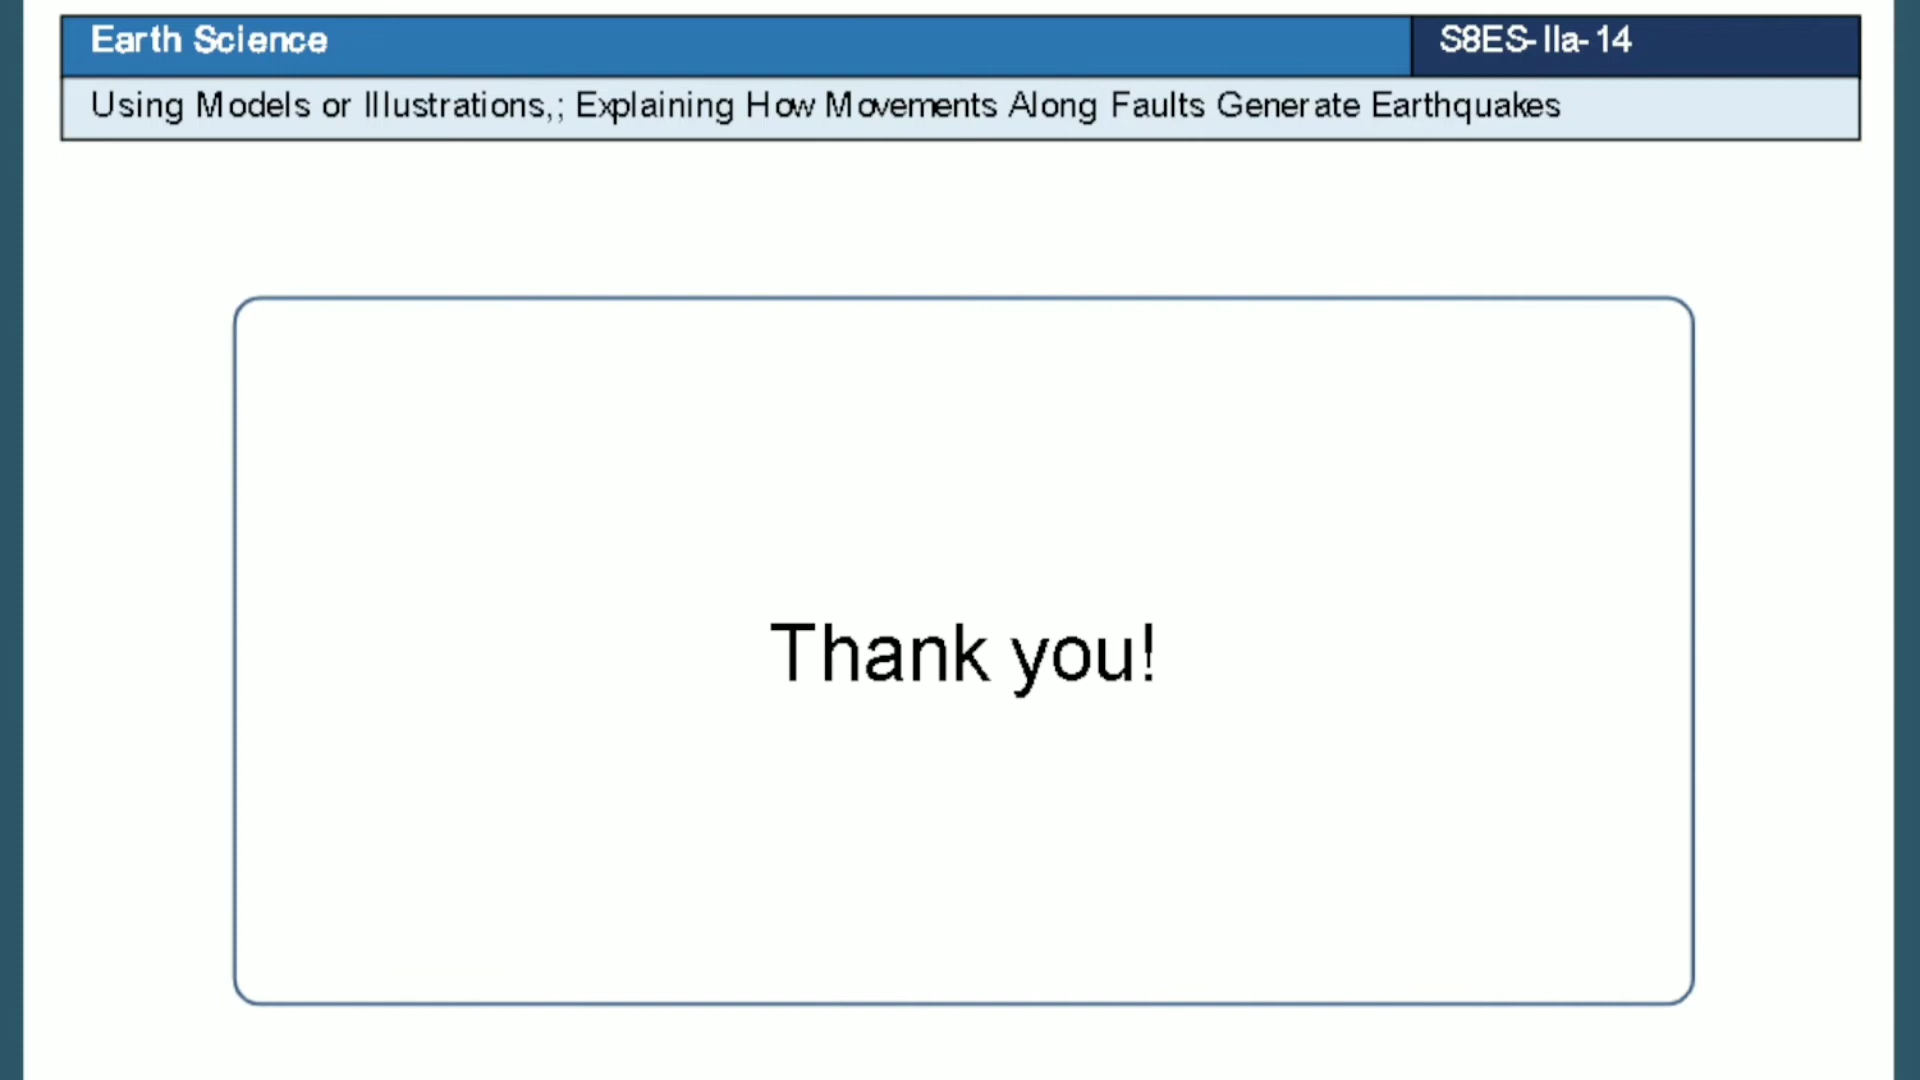 Earth Science
S8ES-IIa-14
Using Models or Illustrations,; Explaining How Movements Along Faults Generate Earthquakes
Thank you!